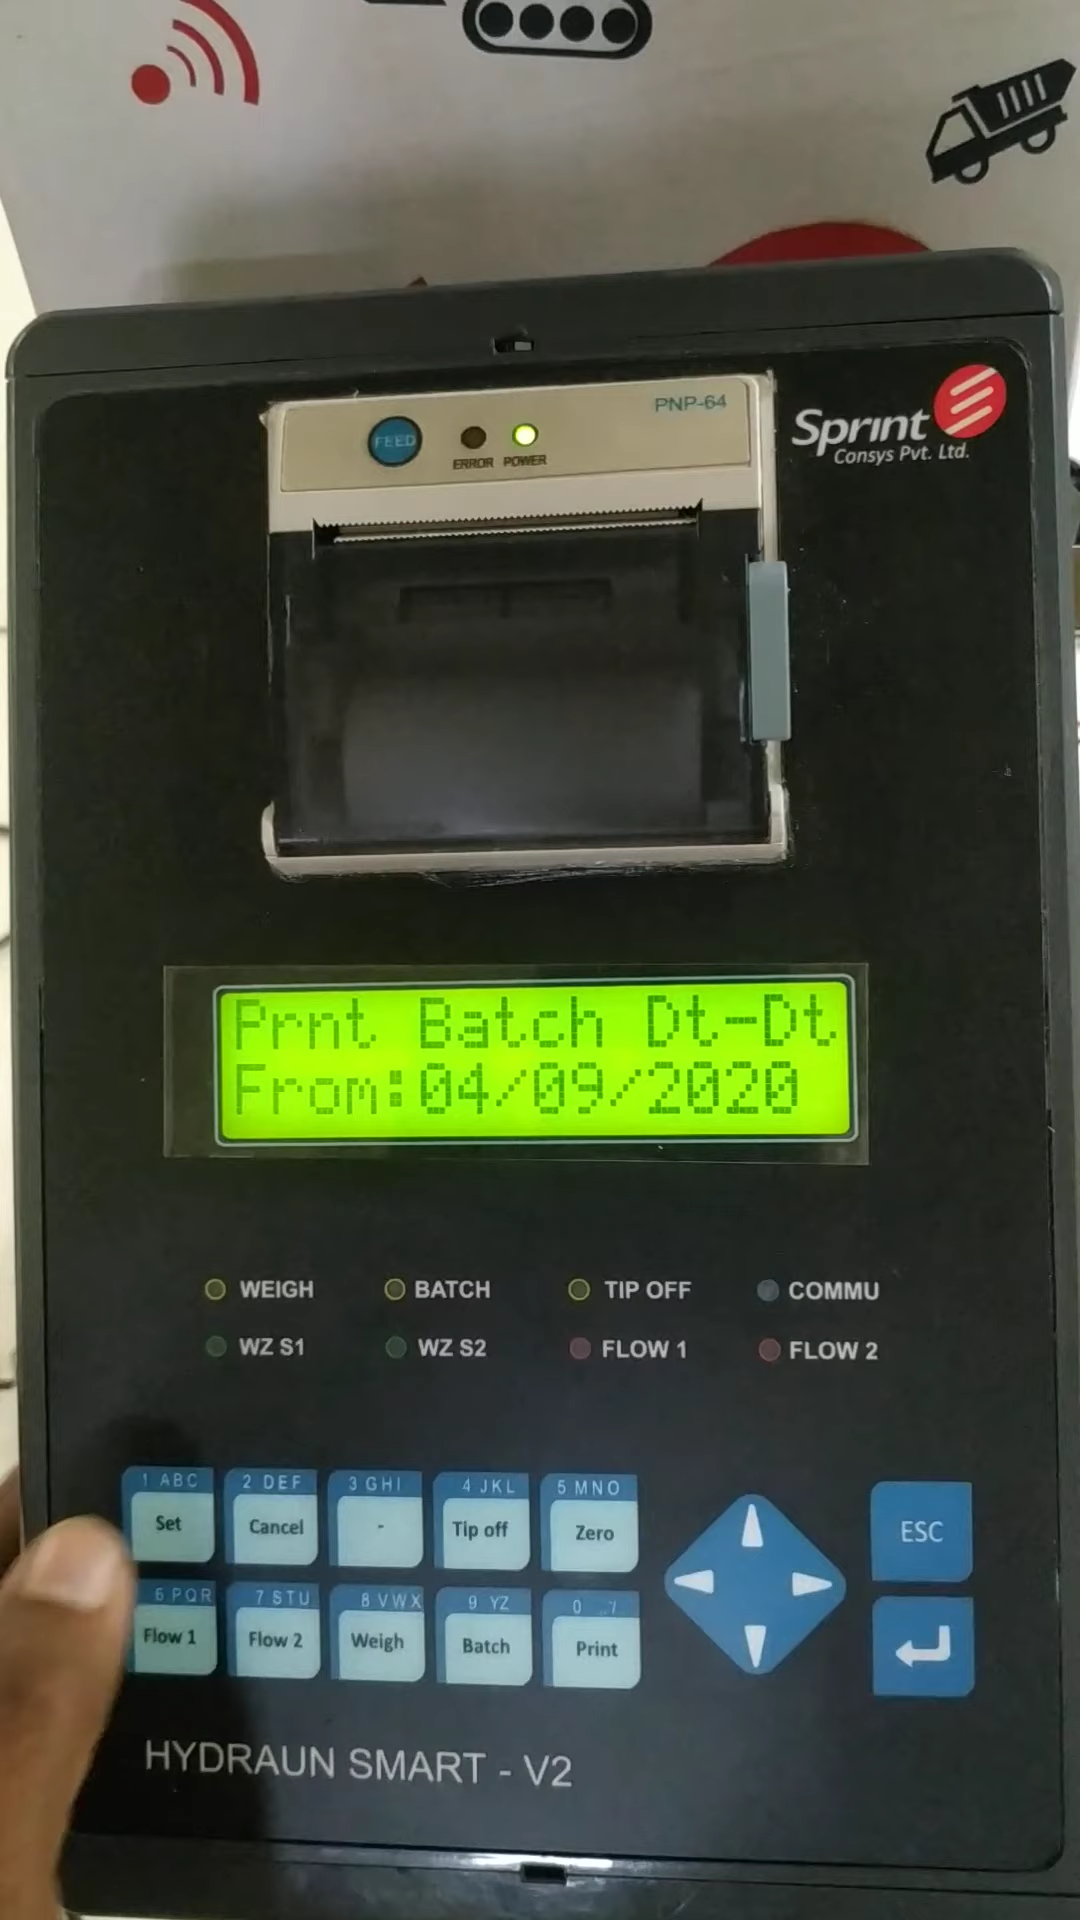 PNP-64
FEED
ERROR POWER
Sprint
Consys Pvt. Ltd.
Prnt Batch Dt-Dt
From:04/09/2020
WEIGH BATCH TIP OFF COMMU
WZ S1 WZ S2 FLOW 1 FLOW 2
1 ABC 2 DEF 3 GHI 4 JKL 5 MNO
Set Cancel - Tip off Zero
ESC
6 PQR 7 STU 8 VWX 9 YZ 0
Flow 1 Flow 2 Weigh Batch Print
HYDRAUN SMART - V2